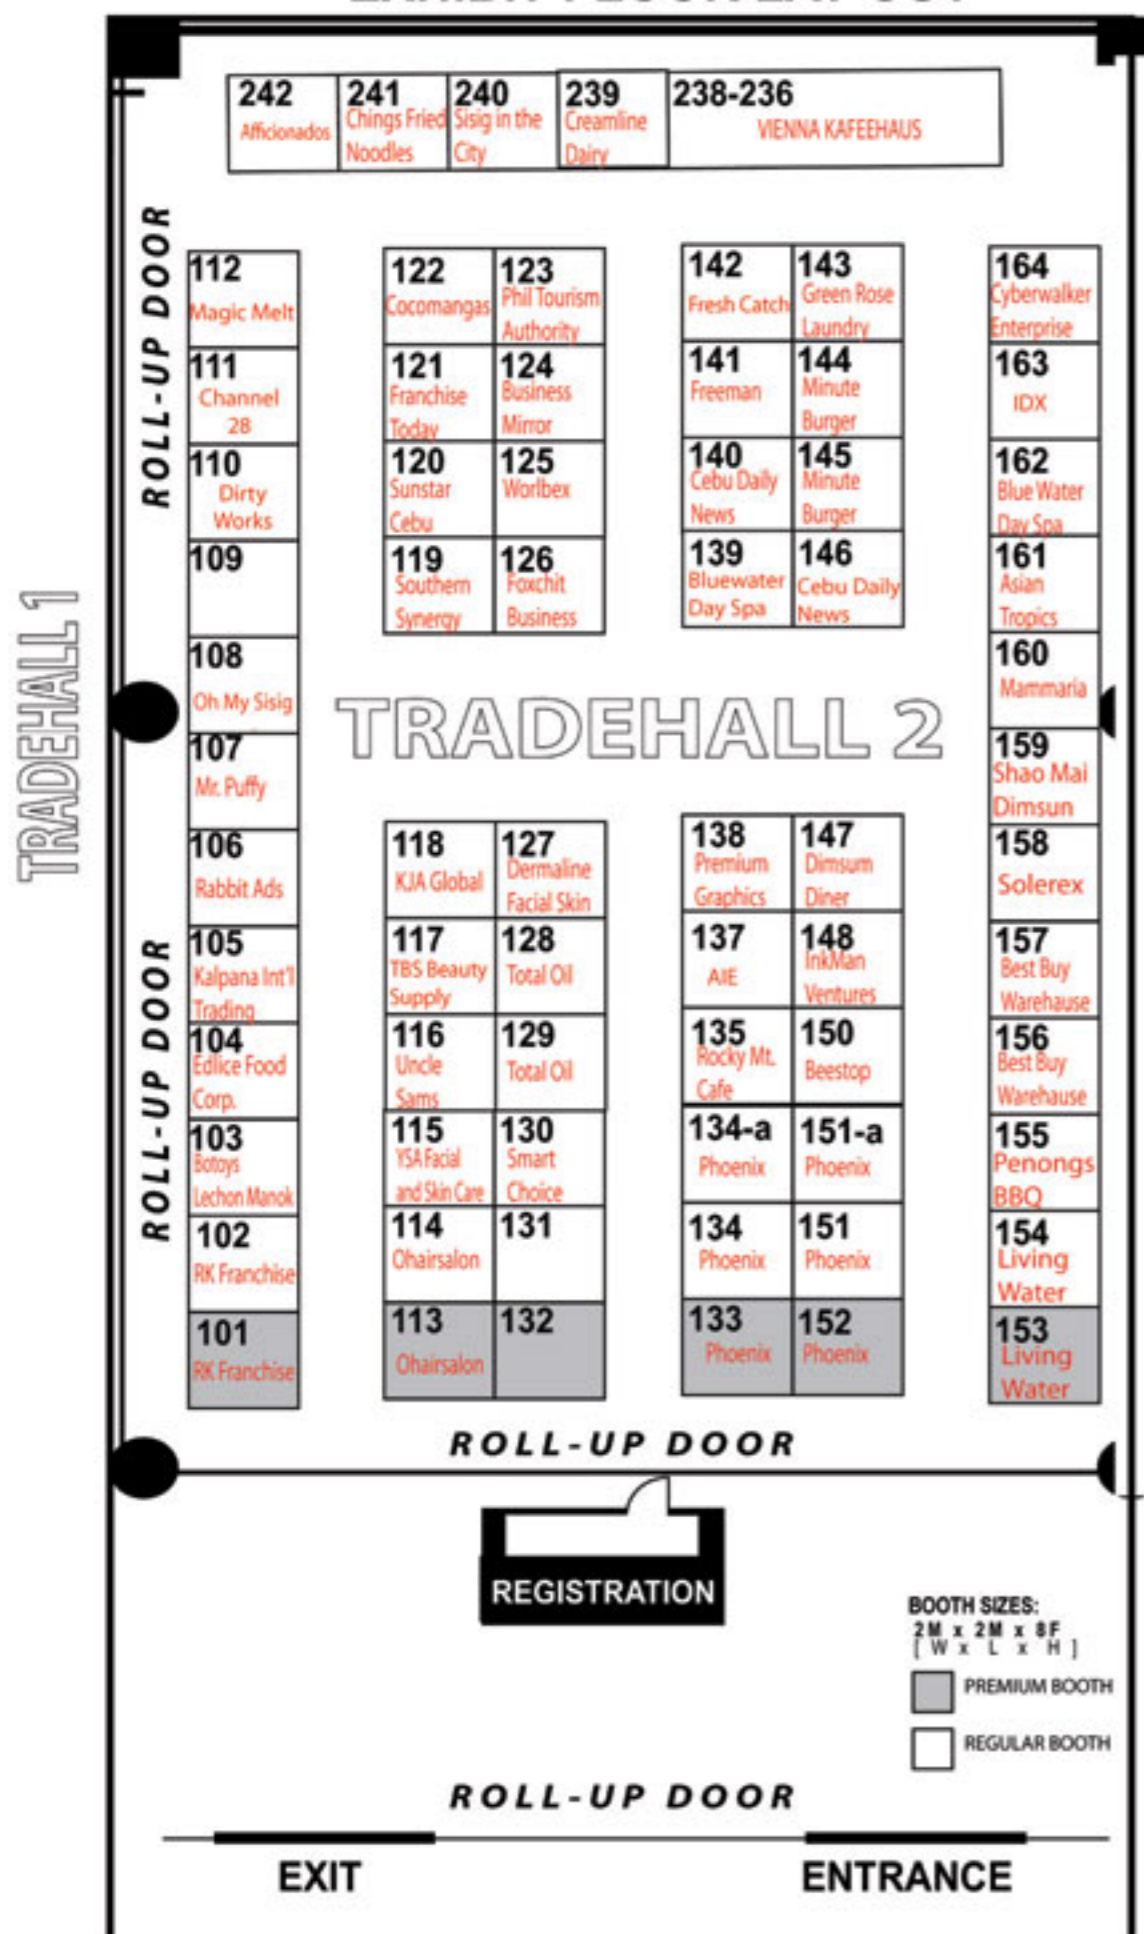 242
Afficionados
241
Chings Fried
Noodles
240
Sisig in the
City
239
Creamline
Dairy
238-236
VIENNA KAFEEHAUS
ROLL-UP DOOR
ROLL-UP DOOR
TRADEHALL 1
112
Magic Melt
111
Channel
28
110
Dirty
Works
109
108
Oh My Sisig
107
Mr. Puffy
106
Rabbit Ads
105
Kalpana Int'l
Trading
104
Edlice Food
Corp.
103
Botoys
Lechon Manok
102
RK Franchise
101
RK Franchise
122
Cocomangas
123
Phil Tourism
Authority
121
Franchise
Today
124
Business
Mirror
120
Sunstar
Cebu
125
Worlbex
119
Southern
Synergy
126
Foxchit
Business
142
Fresh Catch
143
Green Rose
Laundry
141
Freeman
144
Minute
Burger
140
Cebu Daily
News
145
Minute
Burger
139
Bluewater
Day Spa
146
Cebu Daily
News
TRADEHALL 2
118
KJA Global
127
Dermaline
Facial Skin
117
TBS Beauty
Supply
128
Total Oil
116
Uncle
Sams
129
Total Oil
115
YSA Facial
and Skin Care
130
Smart
Choice
114
Ohairsalon
131
113
Ohairsalon
132
138
Premium
Graphics
147
Dimsum
Diner
137
AIE
148
InkMan
Ventures
135
Rocky Mt.
Cafe
150
Beestop
134-a
Phoenix
151-a
Phoenix
134
Phoenix
151
Phoenix
133
Phoenix
152
Phoenix
164
Cyberwalker
Enterprise
163
IDX
162
Blue Water
Day Spa
161
Asian
Tropics
160
Mammaria
159
Shao Mai
Dimsun
158
Solerex
157
Best Buy
Warehause
156
Best Buy
Warehause
155
Penongs
BBQ
154
Living
Water
153
Living
Water
ROLL-UP DOOR
REGISTRATION
BOOTH SIZES:
2M x 2M x 8F
[ W x L x H ]
PREMIUM BOOTH
REGULAR BOOTH
ROLL-UP DOOR
EXIT
ENTRANCE